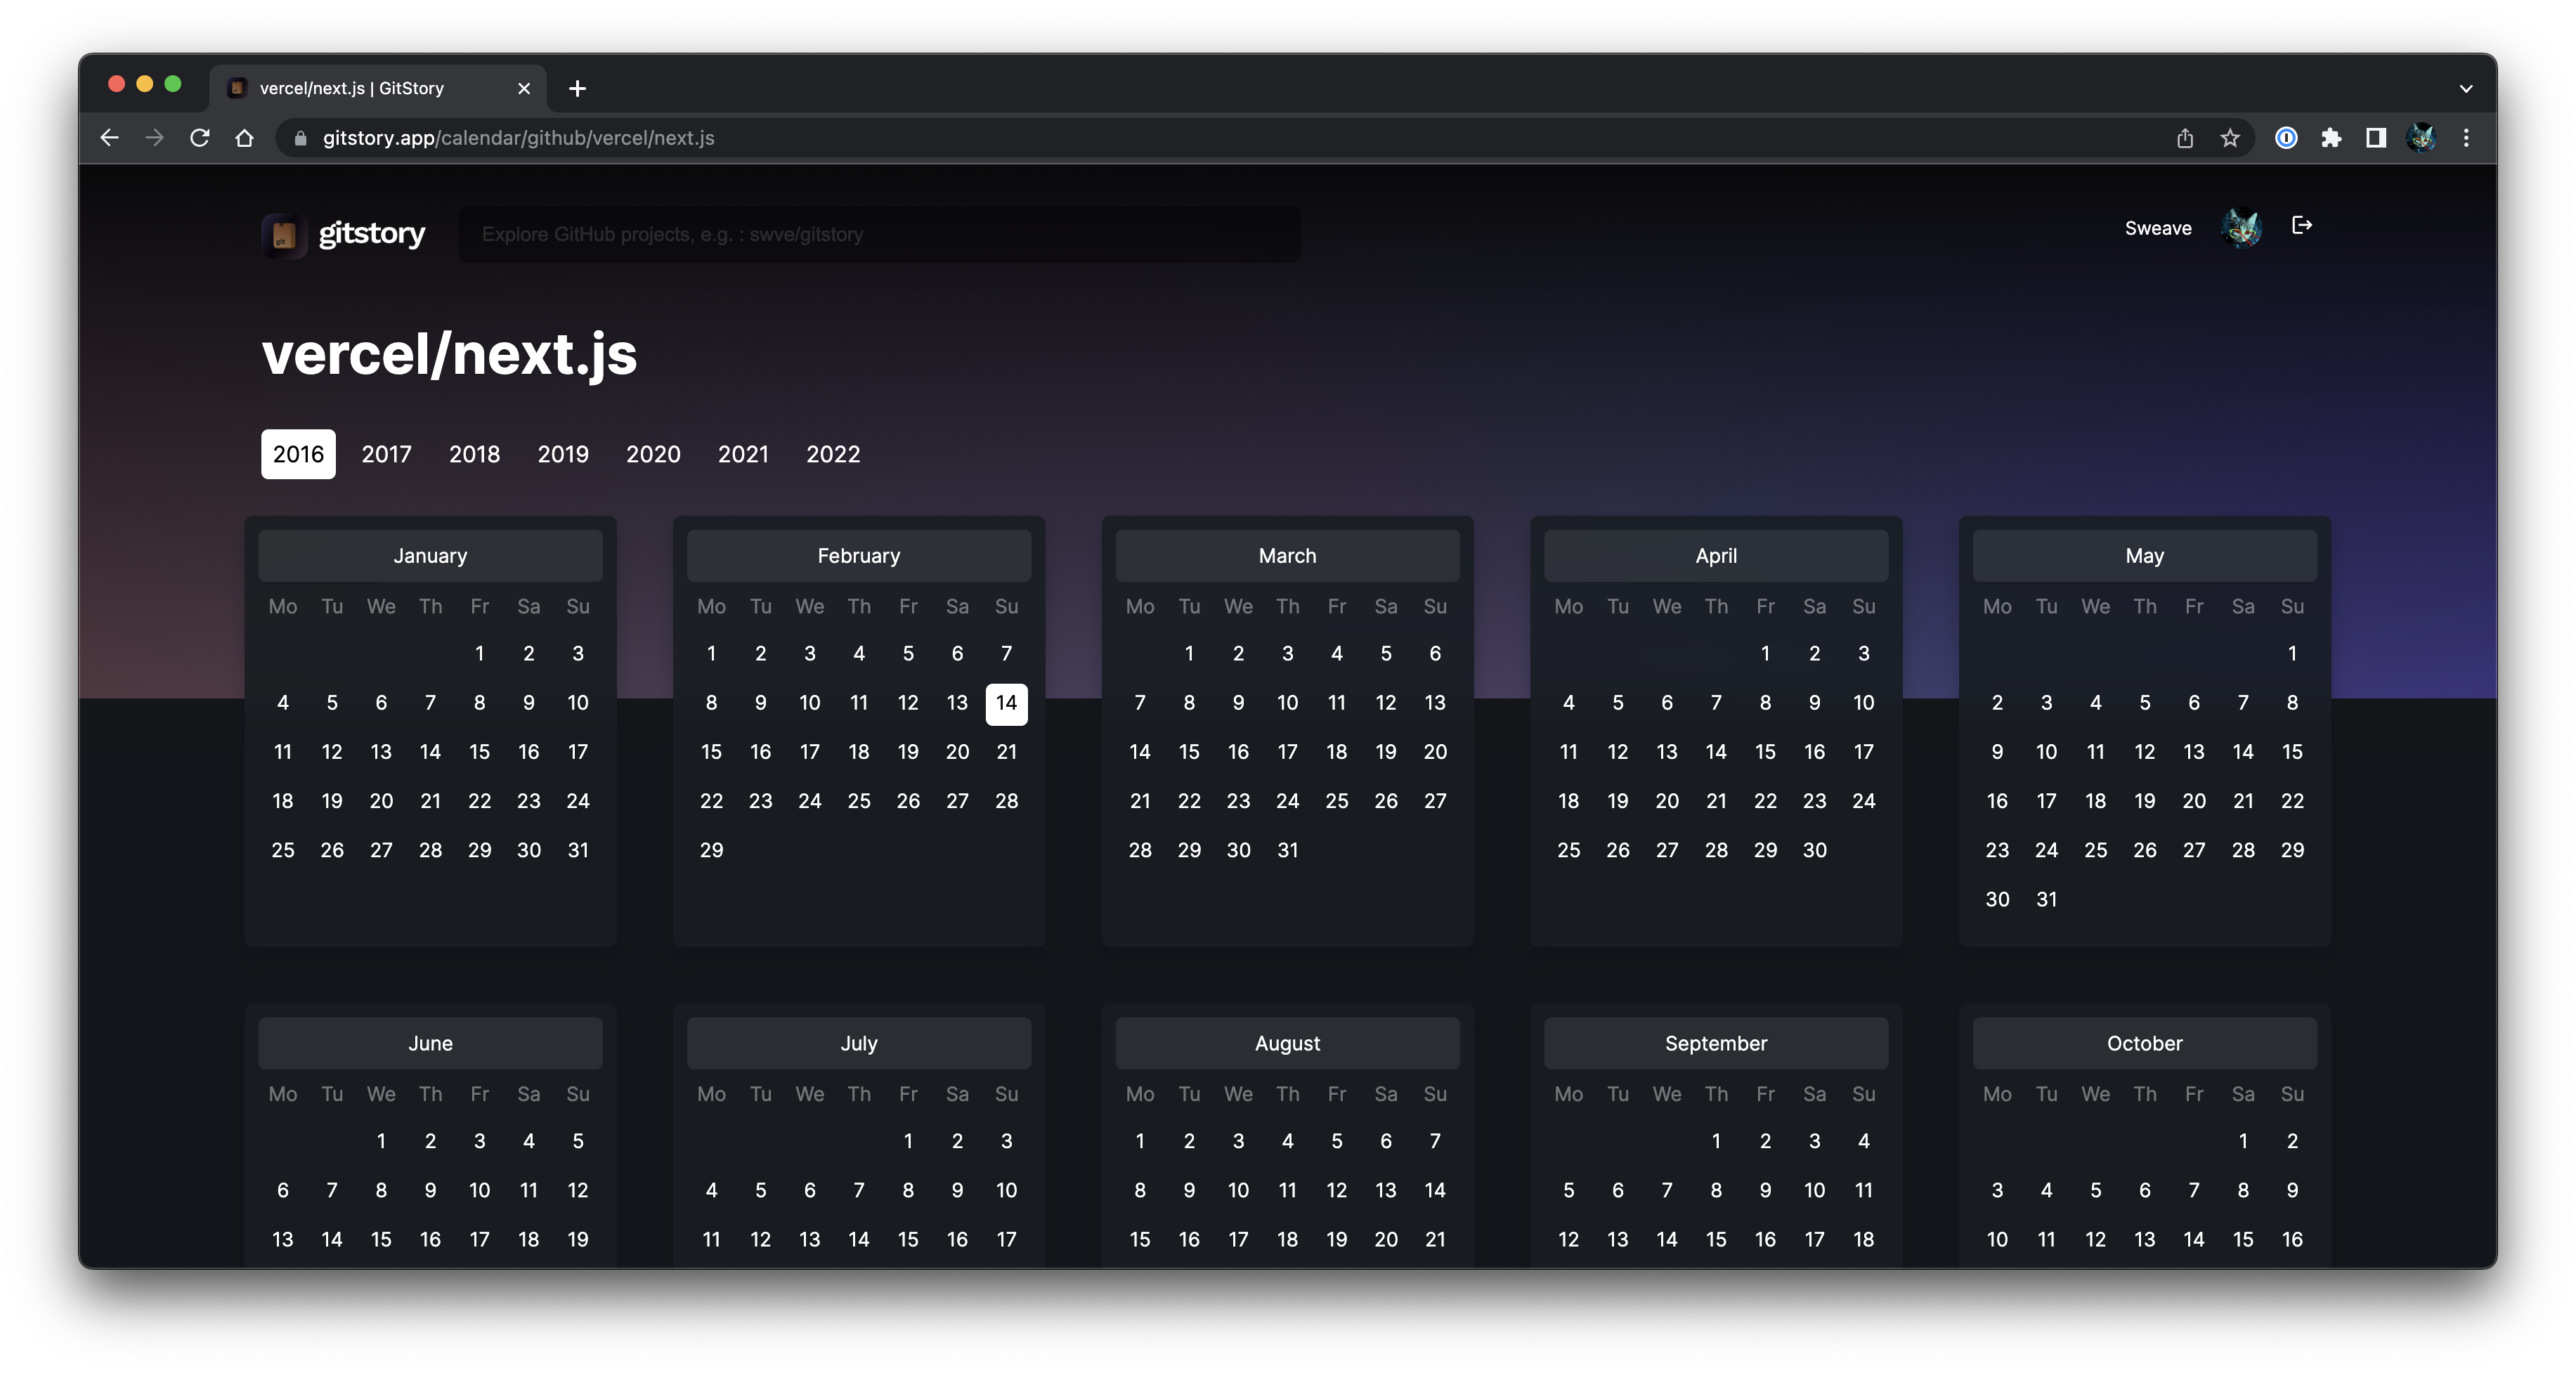 vercel/next.js | GitStory
gitstory.app/calendar/github/vercel/next.js
git
gitstory
Explore GitHub projects, e.g. : swve/gitstory
Sweave
vercel/next.js
2016 2017 2018 2019 2020 2021 2022
January February March April May
Mo Tu We Th Fr Sa Su Mo Tu We Th Fr Sa Su Mo Tu We Th Fr Sa Su Mo Tu We Th Fr Sa Su Mo Tu We Th Fr Sa Su
1 2 3 1 2 3 4 5 6 7 1 2 3 4 5 6 1 2 3 1
4 5 6 7 8 9 10 8 9 10 11 12 13 14 7 8 9 10 11 12 13 4 5 6 7 8 9 10 2 3 4 5 6 7 8
11 12 13 14 15 16 17 15 16 17 18 19 20 21 14 15 16 17 18 19 20 11 12 13 14 15 16 17 9 10 11 12 13 14 15
18 19 20 21 22 23 24 22 23 24 25 26 27 28 21 22 23 24 25 26 27 18 19 20 21 22 23 24 16 17 18 19 20 21 22
25 26 27 28 29 30 31 29 28 29 30 31 25 26 27 28 29 30 23 24 25 26 27 28 29
30 31
June July August September October
Mo Tu We Th Fr Sa Su Mo Tu We Th Fr Sa Su Mo Tu We Th Fr Sa Su Mo Tu We Th Fr Sa Su Mo Tu We Th Fr Sa Su
1 2 3 4 5 1 2 3 1 2 3 4 5 6 7 1 2 3 4 1 2
6 7 8 9 10 11 12 4 5 6 7 8 9 10 8 9 10 11 12 13 14 5 6 7 8 9 10 11 3 4 5 6 7 8 9
13 14 15 16 17 18 19 11 12 13 14 15 16 17 15 16 17 18 19 20 21 12 13 14 15 16 17 18 10 11 12 13 14 15 16